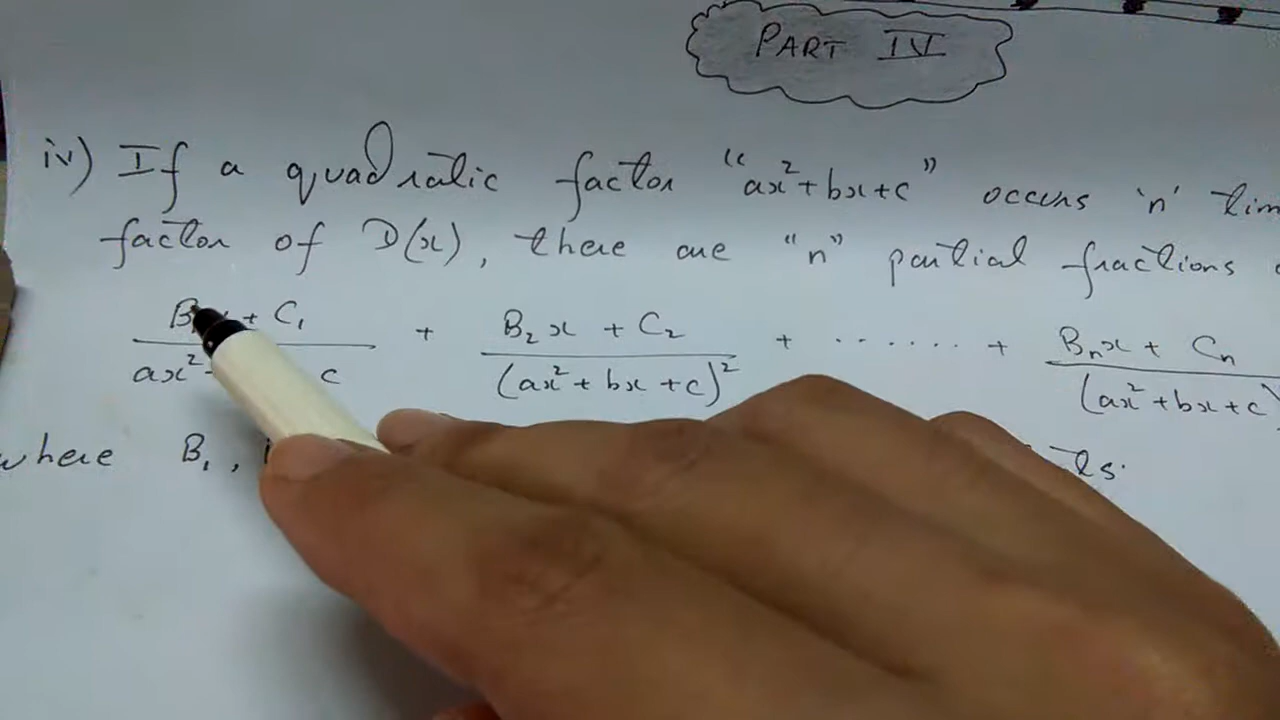 PART IV
iv) If a quadratic factor "ax²+bx+c" occurs 'n'
factor of D(x), there are "n" partial fractions
+ C₁ + B₂x + C₂ + ...... + Bₙx + Cₙ
ax² c (ax²+bx+c)² (ax²+bx+c)
where B₁,